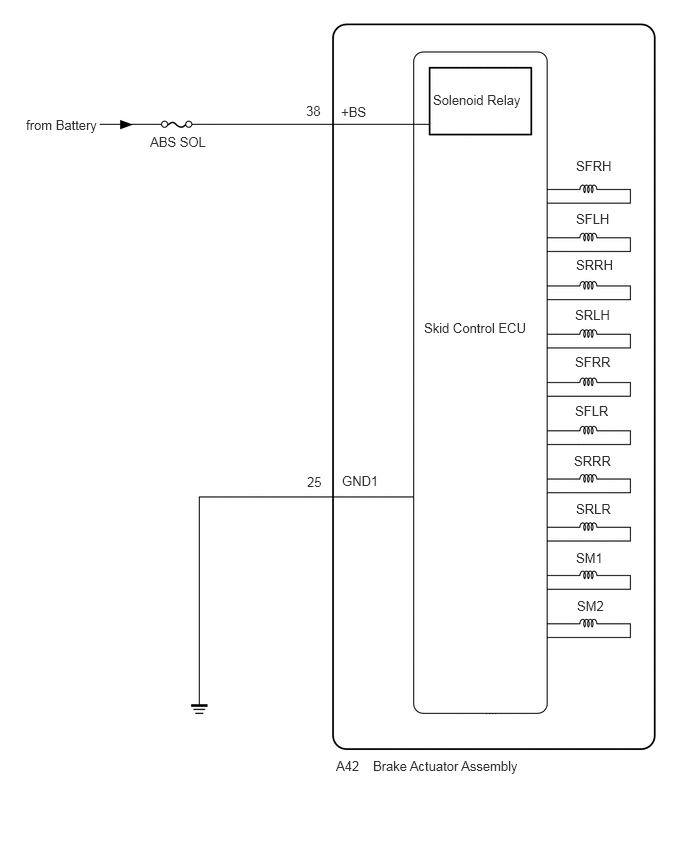 Solenoid Relay
38 +BS
from Battery
ABS SOL
SFRH
SFLH
SRRH
SRLH
Skid Control ECU
SFRR
SFLR
SRRR
25 GND1
SRLR
SM1
SM2
A42 Brake Actuator Assembly